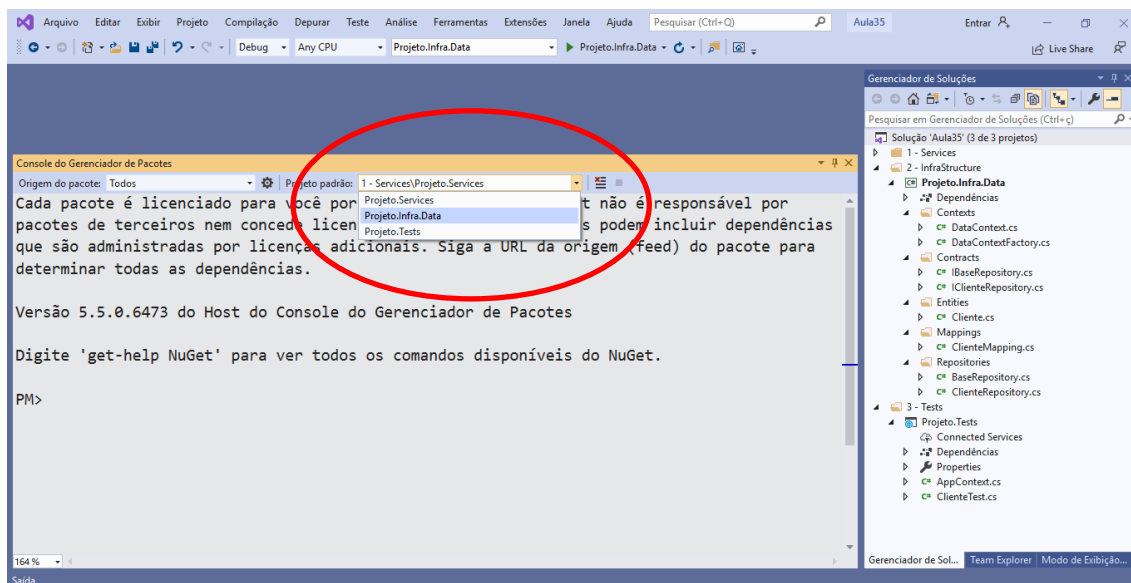 Arquivo Editar Exibir Projeto Compilação Depurar Teste Análise Ferramentas Extensões Janela Ajuda Pesquisar (Ctrl+Q) Aula35 Entrar
Debug Any CPU Projeto.Infra.Data Projeto.Infra.Data Live Share
Console do Gerenciador de Pacotes
Origem do pacote: Todos Projeto padrão: 1 - Services\Projeto.Services
Projeto.Services
Projeto.Infra.Data
Projeto.Tests
Cada pacote é licenciado para você por t não é responsável por
pacotes de terceiros nem concede licen s podem incluir dependências
que são administradas por licenças adicionais. Siga a URL da origem (feed) do pacote para
determinar todas as dependências.
Versão 5.5.0.6473 do Host do Console do Gerenciador de Pacotes
Digite 'get-help NuGet' para ver todos os comandos disponíveis do NuGet.
PM>
164 %
Saída
Gerenciador de Soluções
Pesquisar em Gerenciador de Soluções (Ctrl+ç)
Solução 'Aula35' (3 de 3 projetos)
1 - Services
2 - InfraStructure
Projeto.Infra.Data
Dependências
Contexts
C# DataContext.cs
C# DataContextFactory.cs
Contracts
C# IBaseRepository.cs
C# IClienteRepository.cs
Entities
C# Cliente.cs
Mappings
C# ClienteMapping.cs
Repositories
C# BaseRepository.cs
C# ClienteRepository.cs
3 - Tests
Projeto.Tests
Connected Services
Dependências
Properties
C# AppContext.cs
C# ClienteTest.cs
Gerenciador de Sol... Team Explorer Modo de Exibição...